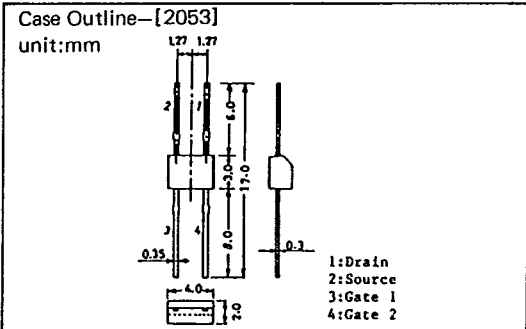 Case Outline—[2053]
unit:mm
1.27 1.27
2 1
6.0
3.0
17.0
3 4
8.0
0.35
0.3
4.0
2.0
1:Drain
2:Source
3:Gate 1
4:Gate 2